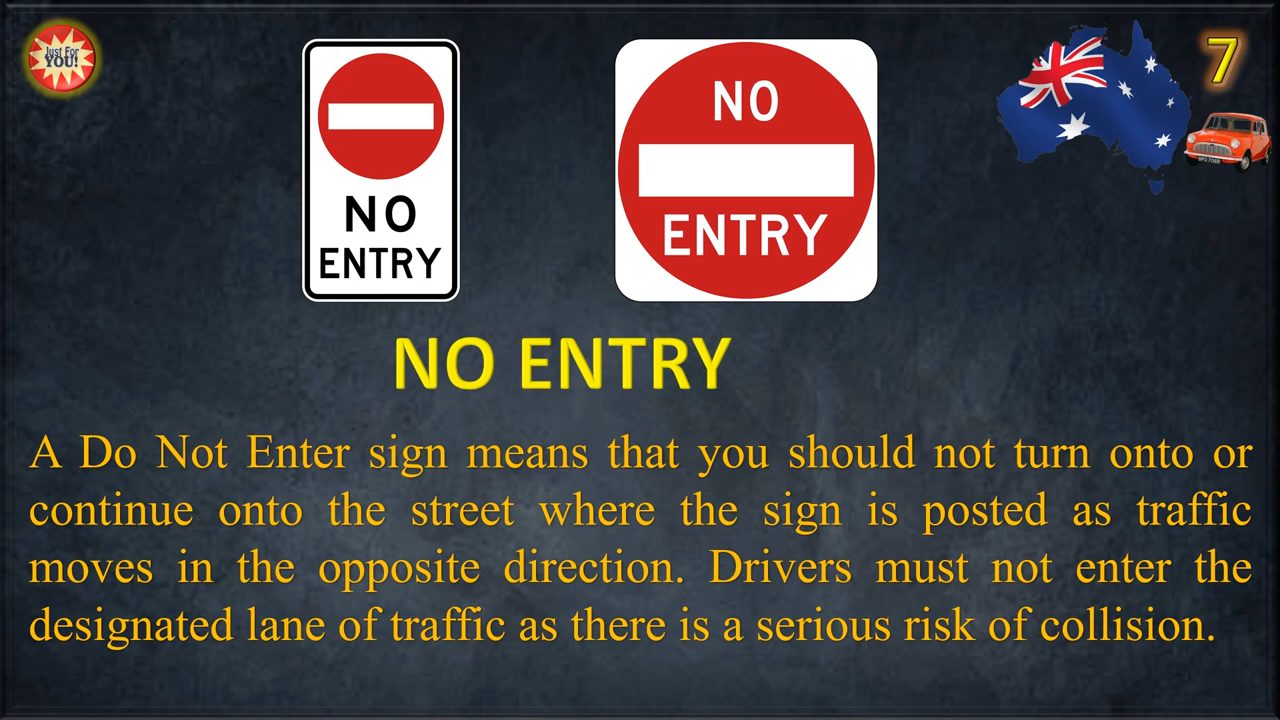 Just For
YOU!
NO
ENTRY
NO
ENTRY
7
NO ENTRY
A Do Not Enter sign means that you should not turn onto or
continue onto the street where the sign is posted as traffic
moves in the opposite direction. Drivers must not enter the
designated lane of traffic as there is a serious risk of collision.